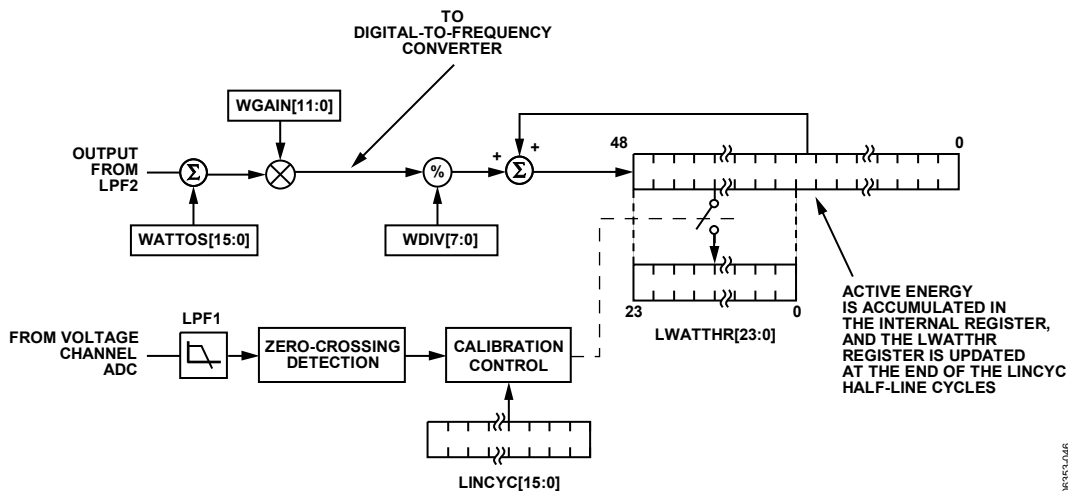 TO
DIGITAL-TO-FREQUENCY
CONVERTER
WGAIN[11:0]
OUTPUT
FROM
LPF2
Σ
%
+
+
Σ
48
0
WATTOS[15:0]
WDIV[7:0]
23
0
LWATTHR[23:0]
ACTIVE ENERGY
IS ACCUMULATED IN
THE INTERNAL REGISTER,
AND THE LWATTHR
REGISTER IS UPDATED
AT THE END OF THE LINCYC
HALF-LINE CYCLES
FROM VOLTAGE
CHANNEL
ADC
LPF1
ZERO-CROSSING
DETECTION
CALIBRATION
CONTROL
LINCYC[15:0]
06353-046